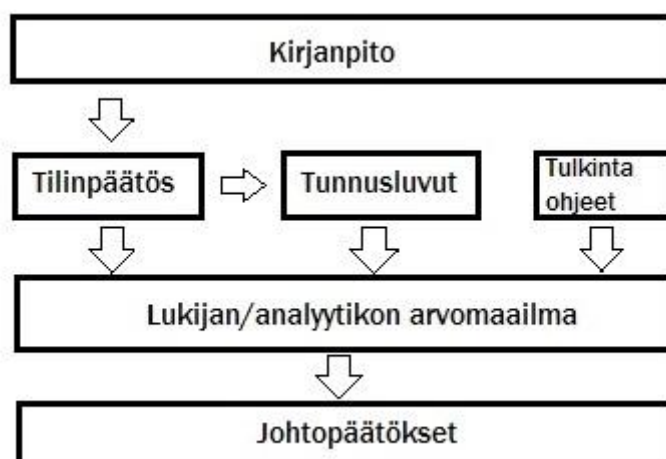 Kirjanpito
Tilinpäätös
Tunnusluvut
Tulkinta
ohjeet
Lukijan/analyytikon arvomaailma
Johtopäätökset